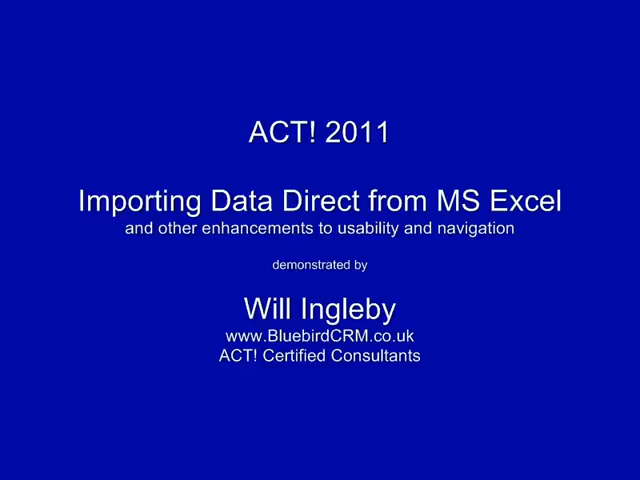 ACT! 2011
Importing Data Direct from MS Excel
and other enhancements to usability and navigation
demonstrated by
Will Ingleby
www.BluebirdCRM.co.uk
ACT! Certified Consultants